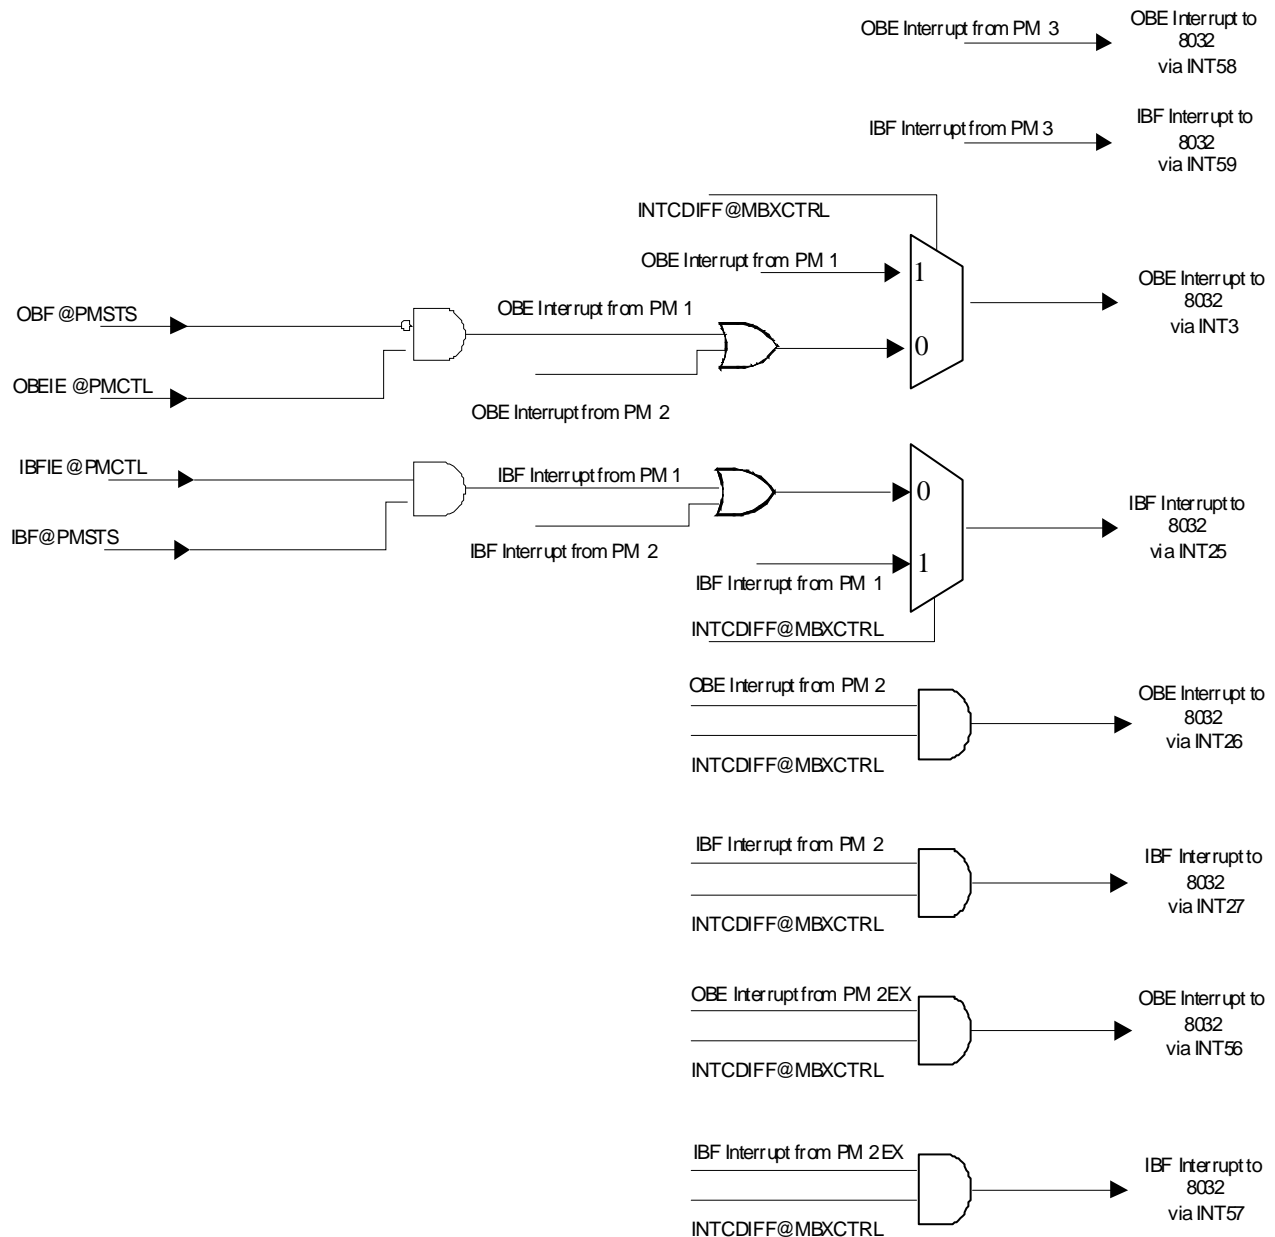 OBE Interrupt from PM 3
OBE Interrupt to
8032
via INT58
IBF Interrupt from PM 3
IBF Interrupt to
8032
via INT59
INTCDIFF@MBXCTRL
OBE Interrupt from PM 1
1
OBE Interrupt to
8032
via INT3
OBF @PMSTS
OBE Interrupt from PM 1
0
OBEIE @PMCTL
OBE Interrupt from PM 2
IBFIE @PMCTL
IBF Interrupt from PM 1
0
IBF Interrupt to
8032
via INT25
IBF@PMSTS
IBF Interrupt from PM 2
1
IBF Interrupt from PM 1
INTCDIFF@MBXCTRL
OBE Interrupt from PM 2
OBE Interrupt to
8032
via INT26
INTCDIFF@MBXCTRL
IBF Interrupt from PM 2
IBF Interrupt to
8032
via INT27
INTCDIFF@MBXCTRL
OBE Interrupt from PM 2EX
OBE Interrupt to
8032
via INT56
INTCDIFF@MBXCTRL
IBF Interrupt from PM 2EX
IBF Interrupt to
8032
via INT57
INTCDIFF@MBXCTRL